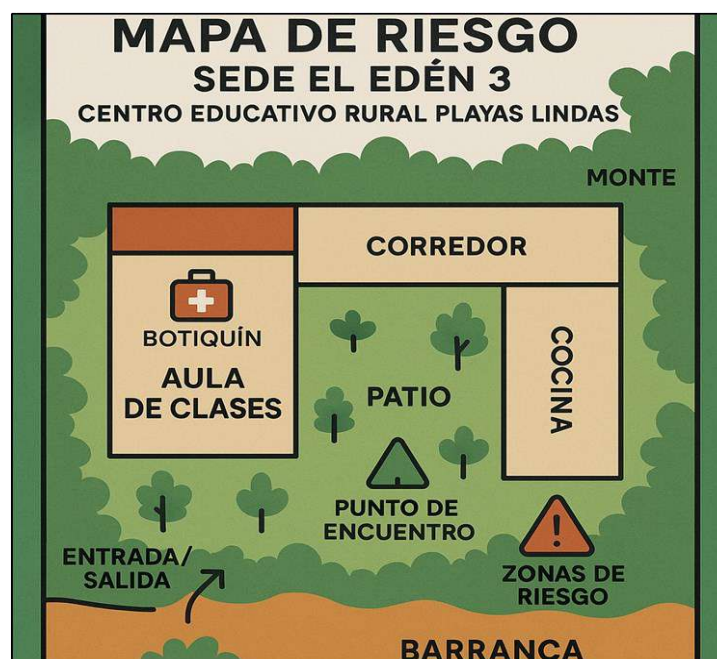 MAPA DE RIESGO
SEDE EL EDÉN 3
CENTRO EDUCATIVO RURAL PLAYAS LINDAS
MONTE
CORREDOR
BOTIQUÍN
AULA
DE CLASES
COCINA
PATIO
PUNTO DE
ENCUENTRO
ENTRADA/
SALIDA
ZONAS DE
RIESGO
BARRANCA